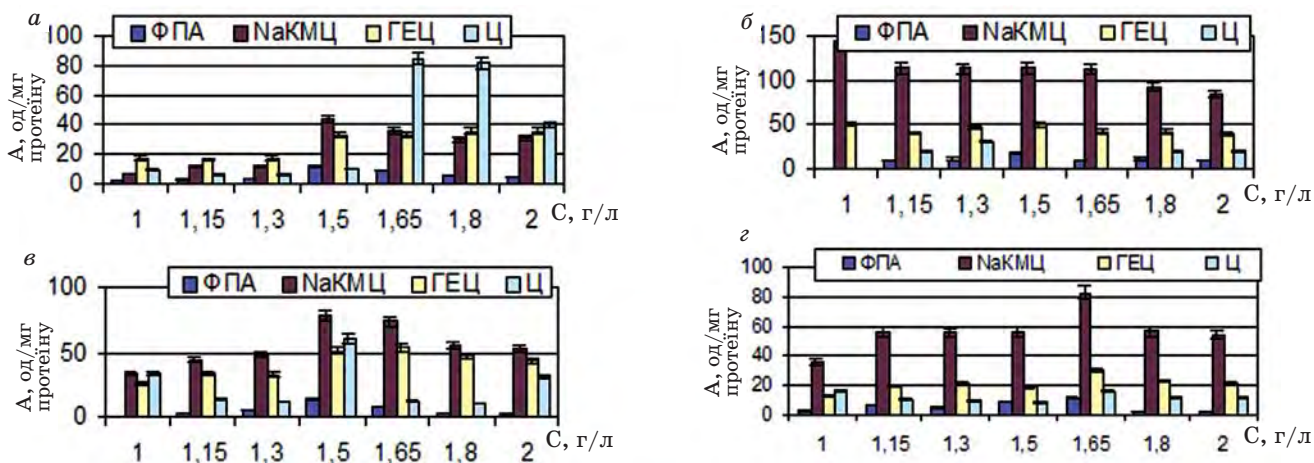 а
ФПА NaКМЦ ГЕЦ Ц
А, од/мг
протеїну
100
80
60
40
20
0
1 1,15 1,3 1,5 1,65 1,8 2 С, г/л
б
ФПА NaКМЦ ГЕЦ Ц
А, од/мг
протеїну
150
100
50
0
1 1,15 1,3 1,5 1,65 1,8 2 С, г/л
в
ФПА NaКМЦ ГЕЦ Ц
А, од/мг
протеїну
100
50
0
1 1,15 1,3 1,5 1,65 1,8 2 С, г/л
г
ФПА NaКМЦ ГЕЦ Ц
А, од/мг
протеїну
100
80
60
40
20
0
1 1,15 1,3 1,5 1,65 1,8 2 С, г/л